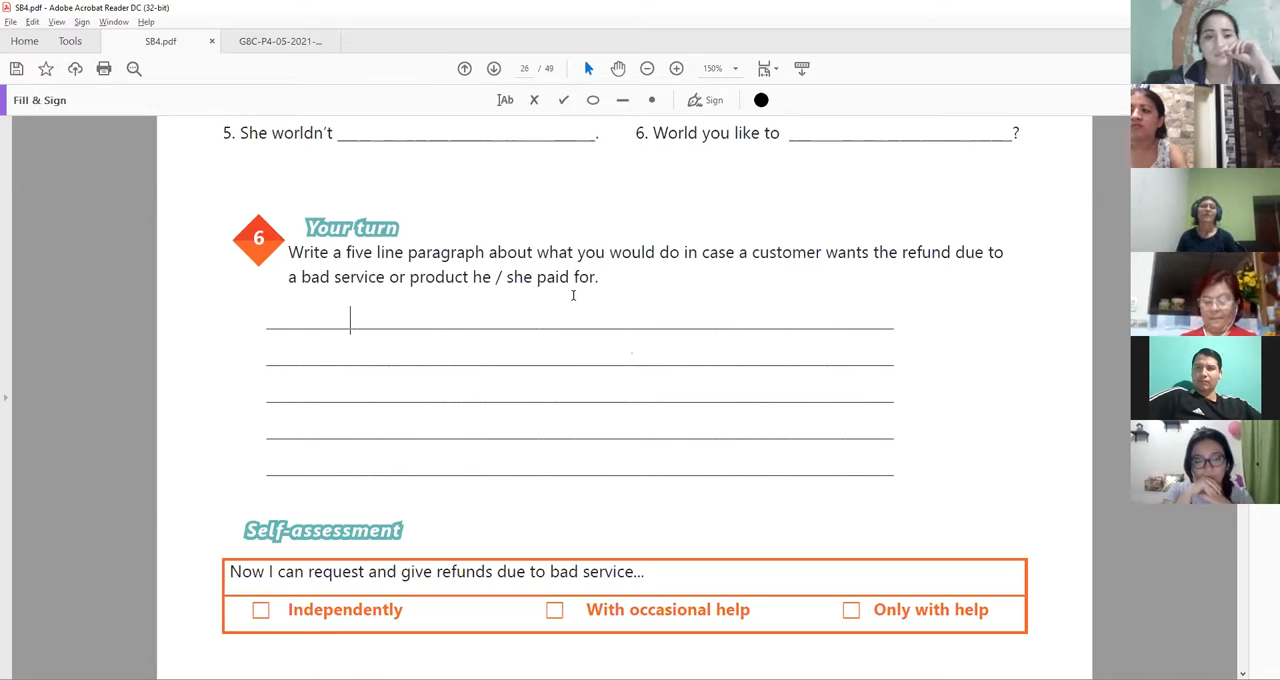 SB4.pdf - Adobe Acrobat Reader DC (32-bit)
File Edit View Sign Window Help
Home Tools SB4.pdf × GBC-P4-05-2021-...
26 / 49 150%
Fill & Sign
Ab Sign
5. She worldn't ______________________________. 6. World you like to __________________________?
6 Your turn
Write a five line paragraph about what you would do in case a customer wants the refund due to
a bad service or product he / she paid for.
Self-assessment
Now I can request and give refunds due to bad service...
Independently With occasional help Only with help